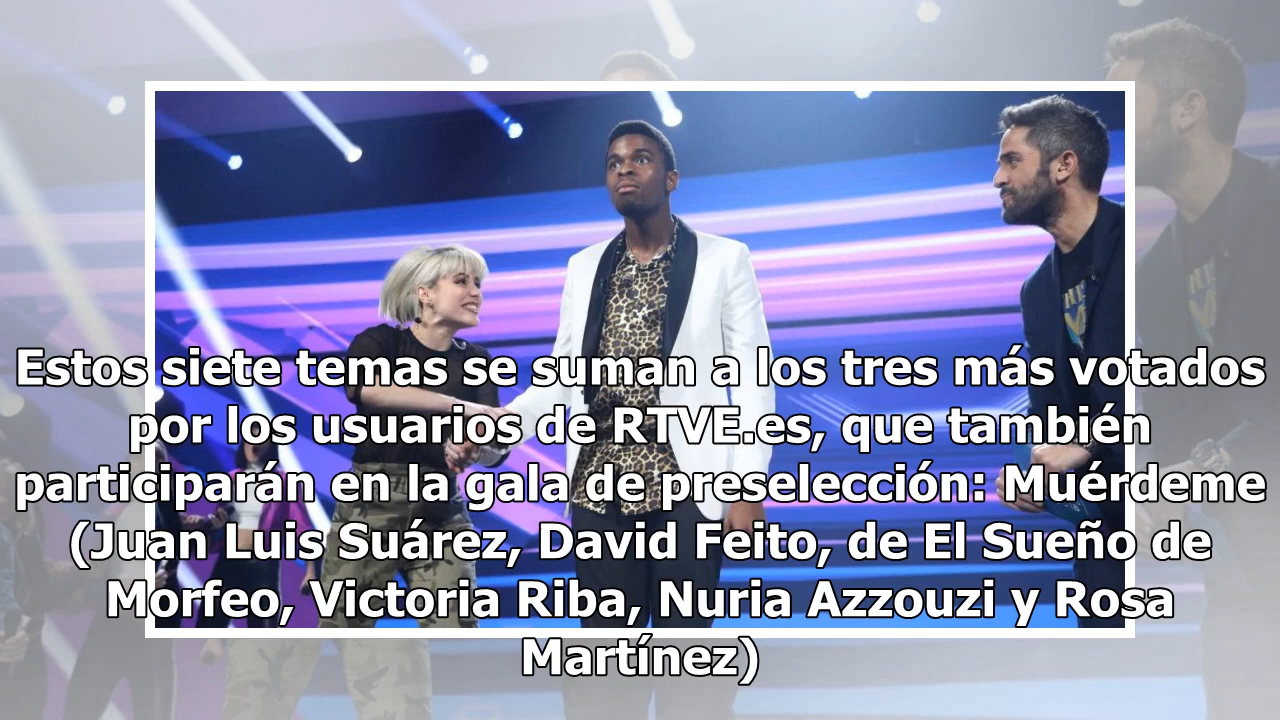 Estos siete temas se suman a los tres más votados
por los usuarios de RTVE.es, que también
participarán en la gala de preselección: Muérdeme
(Juan Luis Suárez, David Feito, de El Sueño de
Morfeo, Victoria Riba, Nuria Azzouzi y Rosa
Martínez)